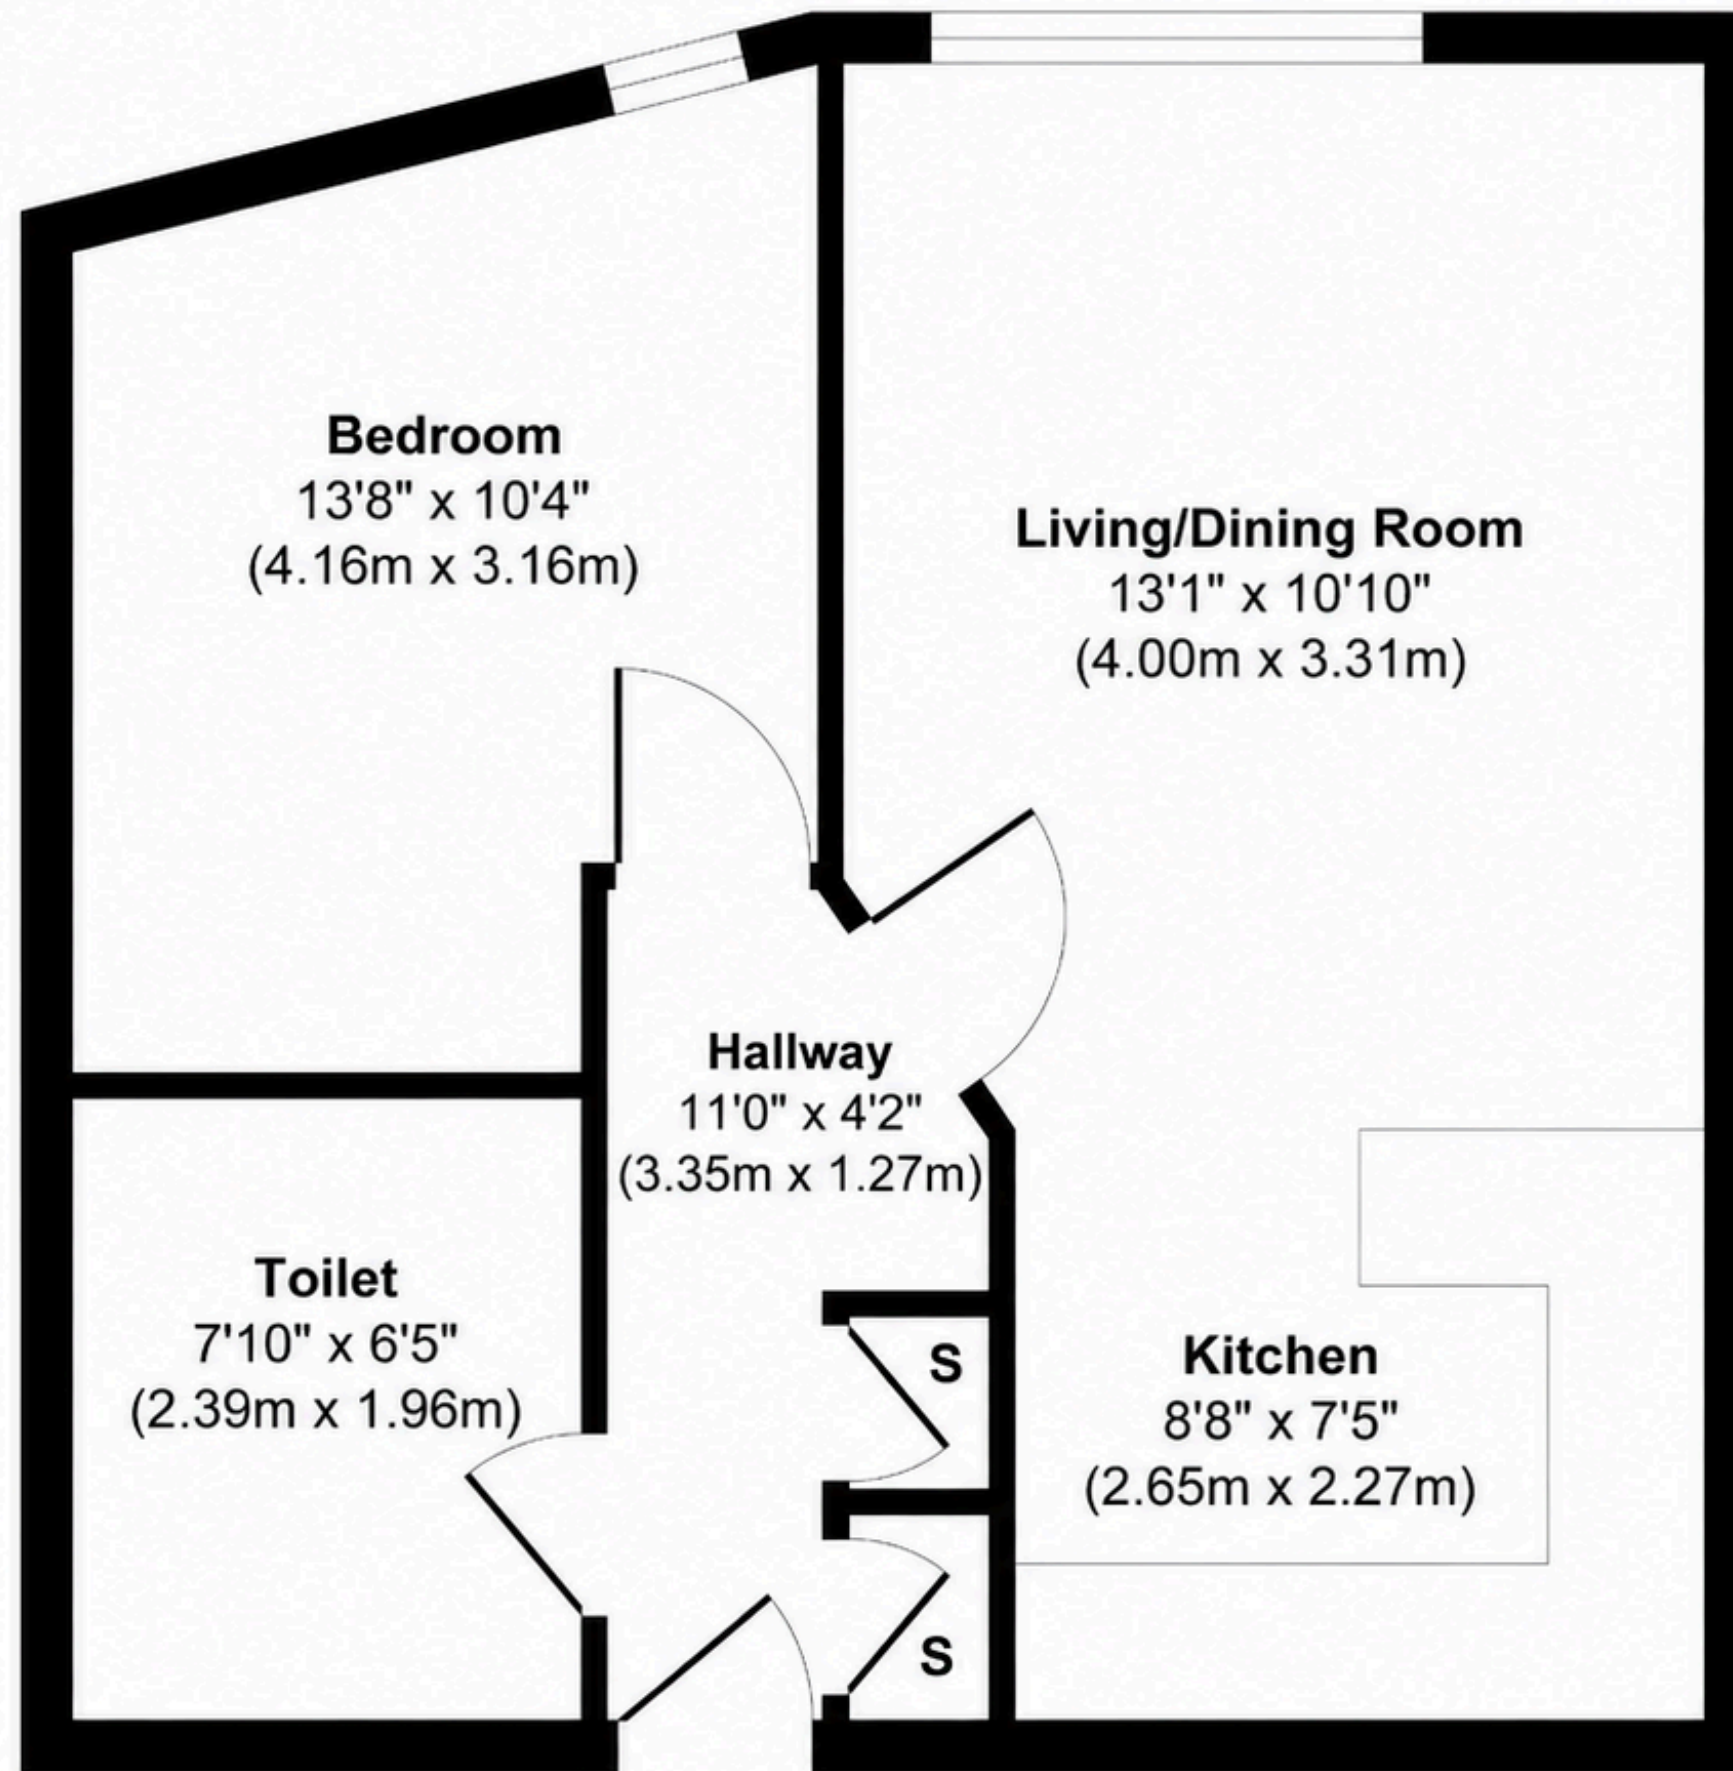 Bedroom
13'8" x 10'4"
(4.16m x 3.16m)
Living/Dining Room
13'1" x 10'10"
(4.00m x 3.31m)
Hallway
11'0" x 4'2"
(3.35m x 1.27m)
Toilet
7'10" x 6'5"
(2.39m x 1.96m)
S
Kitchen
8'8" x 7'5"
(2.65m x 2.27m)
S